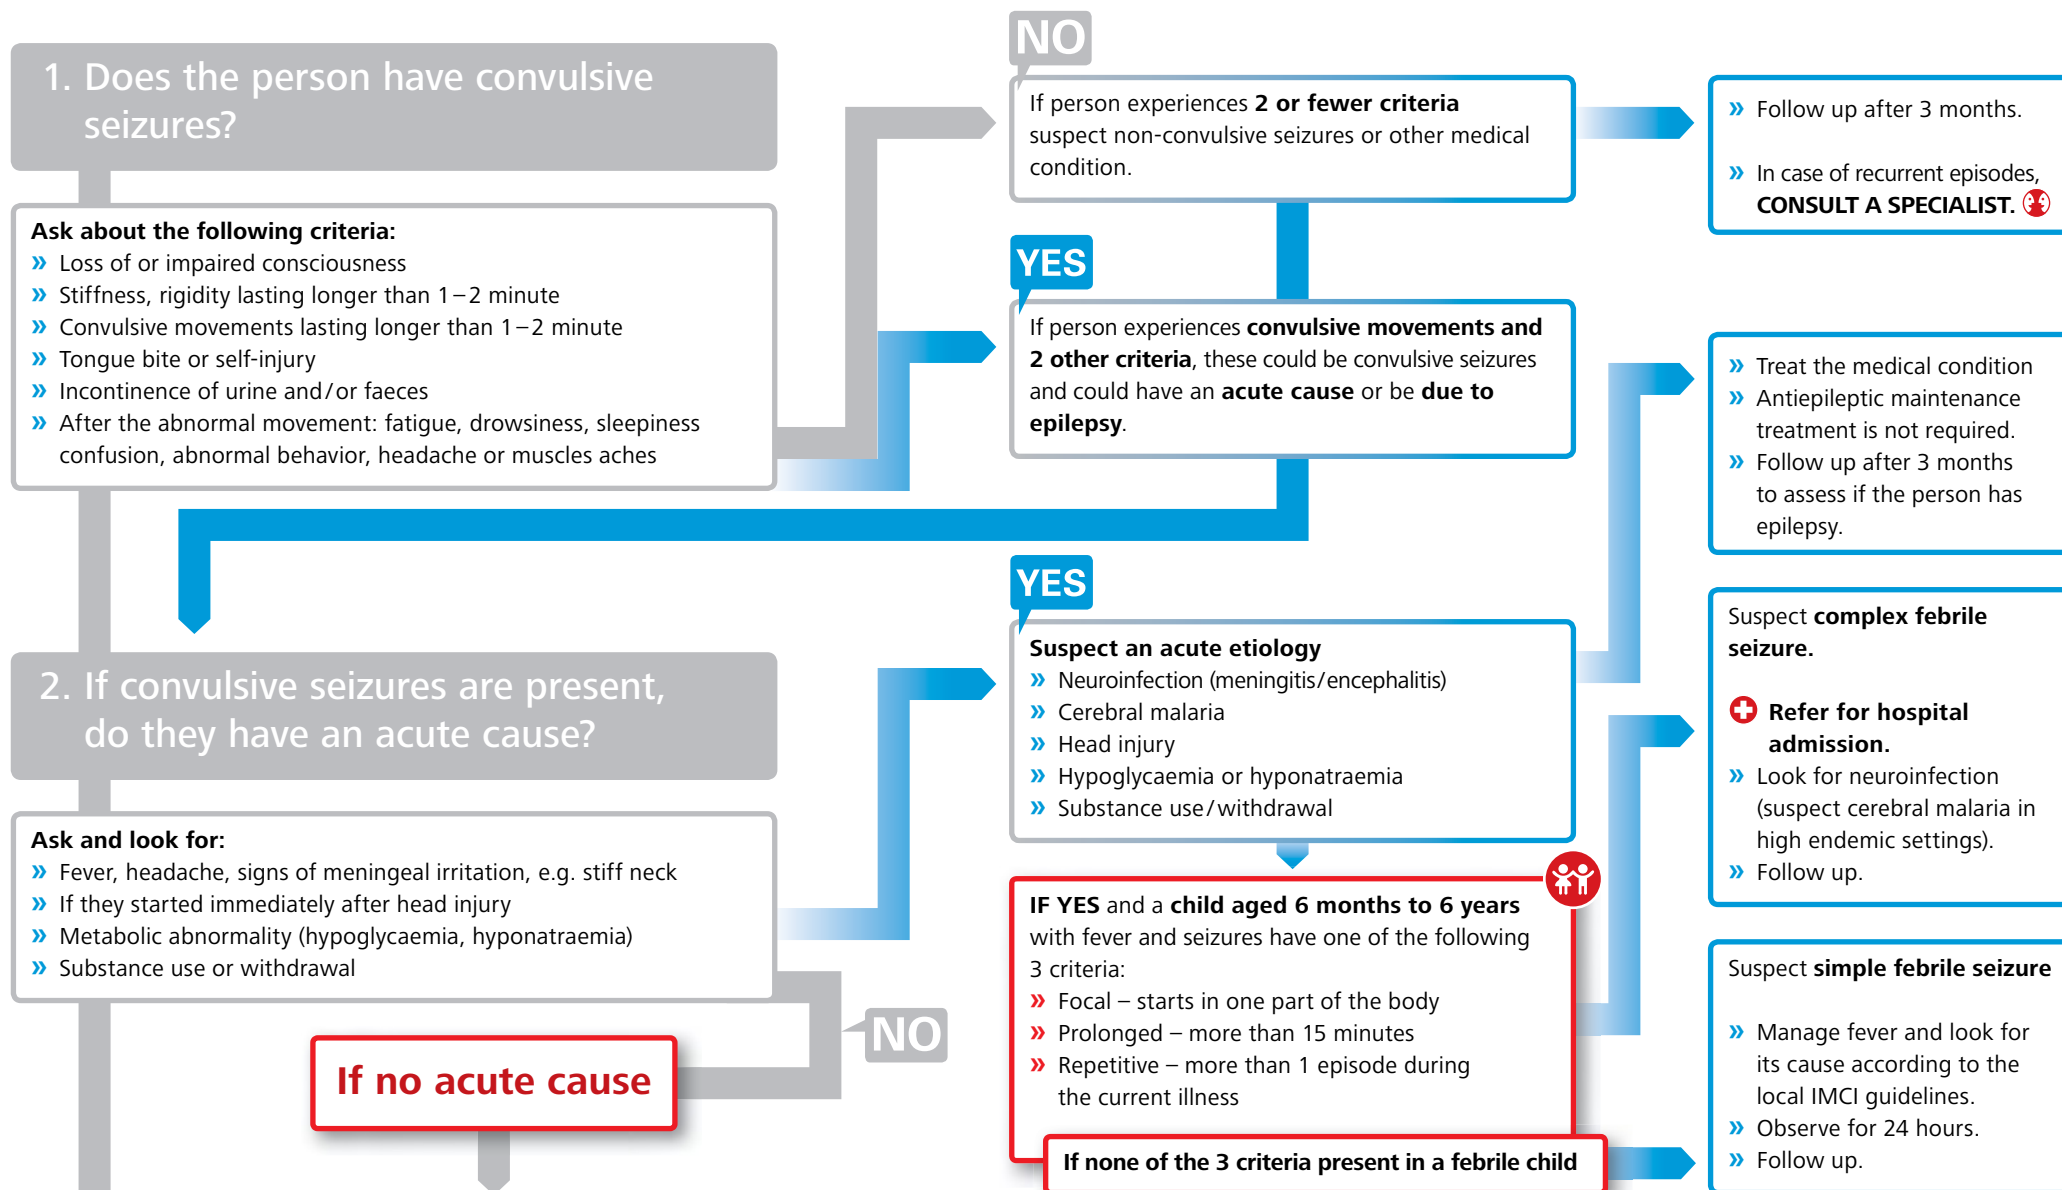 1. Does the person have convulsive
seizures?
Ask about the following criteria:
» Loss of or impaired consciousness
» Stiffness, rigidity lasting longer than 1–2 minute
» Convulsive movements lasting longer than 1–2 minute
» Tongue bite or self-injury
» Incontinence of urine and/or faeces
» After the abnormal movement: fatigue, drowsiness, sleepiness
confusion, abnormal behavior, headache or muscles aches
NO
If person experiences 2 or fewer criteria
suspect non-convulsive seizures or other medical
condition.
» Follow up after 3 months.
» In case of recurrent episodes,
CONSULT A SPECIALIST.
YES
If person experiences convulsive movements and
2 other criteria, these could be convulsive seizures
and could have an acute cause or be due to
epilepsy.
2. If convulsive seizures are present,
do they have an acute cause?
Ask and look for:
» Fever, headache, signs of meningeal irritation, e.g. stiff neck
» If they started immediately after head injury
» Metabolic abnormality (hypoglycaemia, hyponatraemia)
» Substance use or withdrawal
NO
If no acute cause
YES
Suspect an acute etiology
» Neuroinfection (meningitis/encephalitis)
» Cerebral malaria
» Head injury
» Hypoglycaemia or hyponatraemia
» Substance use/withdrawal
» Treat the medical condition
» Antiepileptic maintenance
treatment is not required.
» Follow up after 3 months
to assess if the person has
epilepsy.
IF YES and a child aged 6 months to 6 years
with fever and seizures have one of the following
3 criteria:
» Focal – starts in one part of the body
» Prolonged – more than 15 minutes
» Repetitive – more than 1 episode during
the current illness
Suspect complex febrile
seizure.
Refer for hospital
admission.
» Look for neuroinfection
(suspect cerebral malaria in
high endemic settings).
» Follow up.
If none of the 3 criteria present in a febrile child
Suspect simple febrile seizure
» Manage fever and look for
its cause according to the
local IMCI guidelines.
» Observe for 24 hours.
» Follow up.